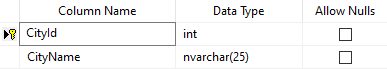 Column Name Data Type Allow Nulls
CityId int
CityName nvarchar(25)